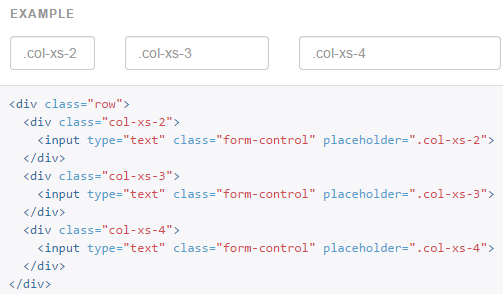 EXAMPLE
.col-xs-2 .col-xs-3 .col-xs-4
<div class="row">
  <div class="col-xs-2">
    <input type="text" class="form-control" placeholder=".col-xs-2">
  </div>
  <div class="col-xs-3">
    <input type="text" class="form-control" placeholder=".col-xs-3">
  </div>
  <div class="col-xs-4">
    <input type="text" class="form-control" placeholder=".col-xs-4">
  </div>
</div>